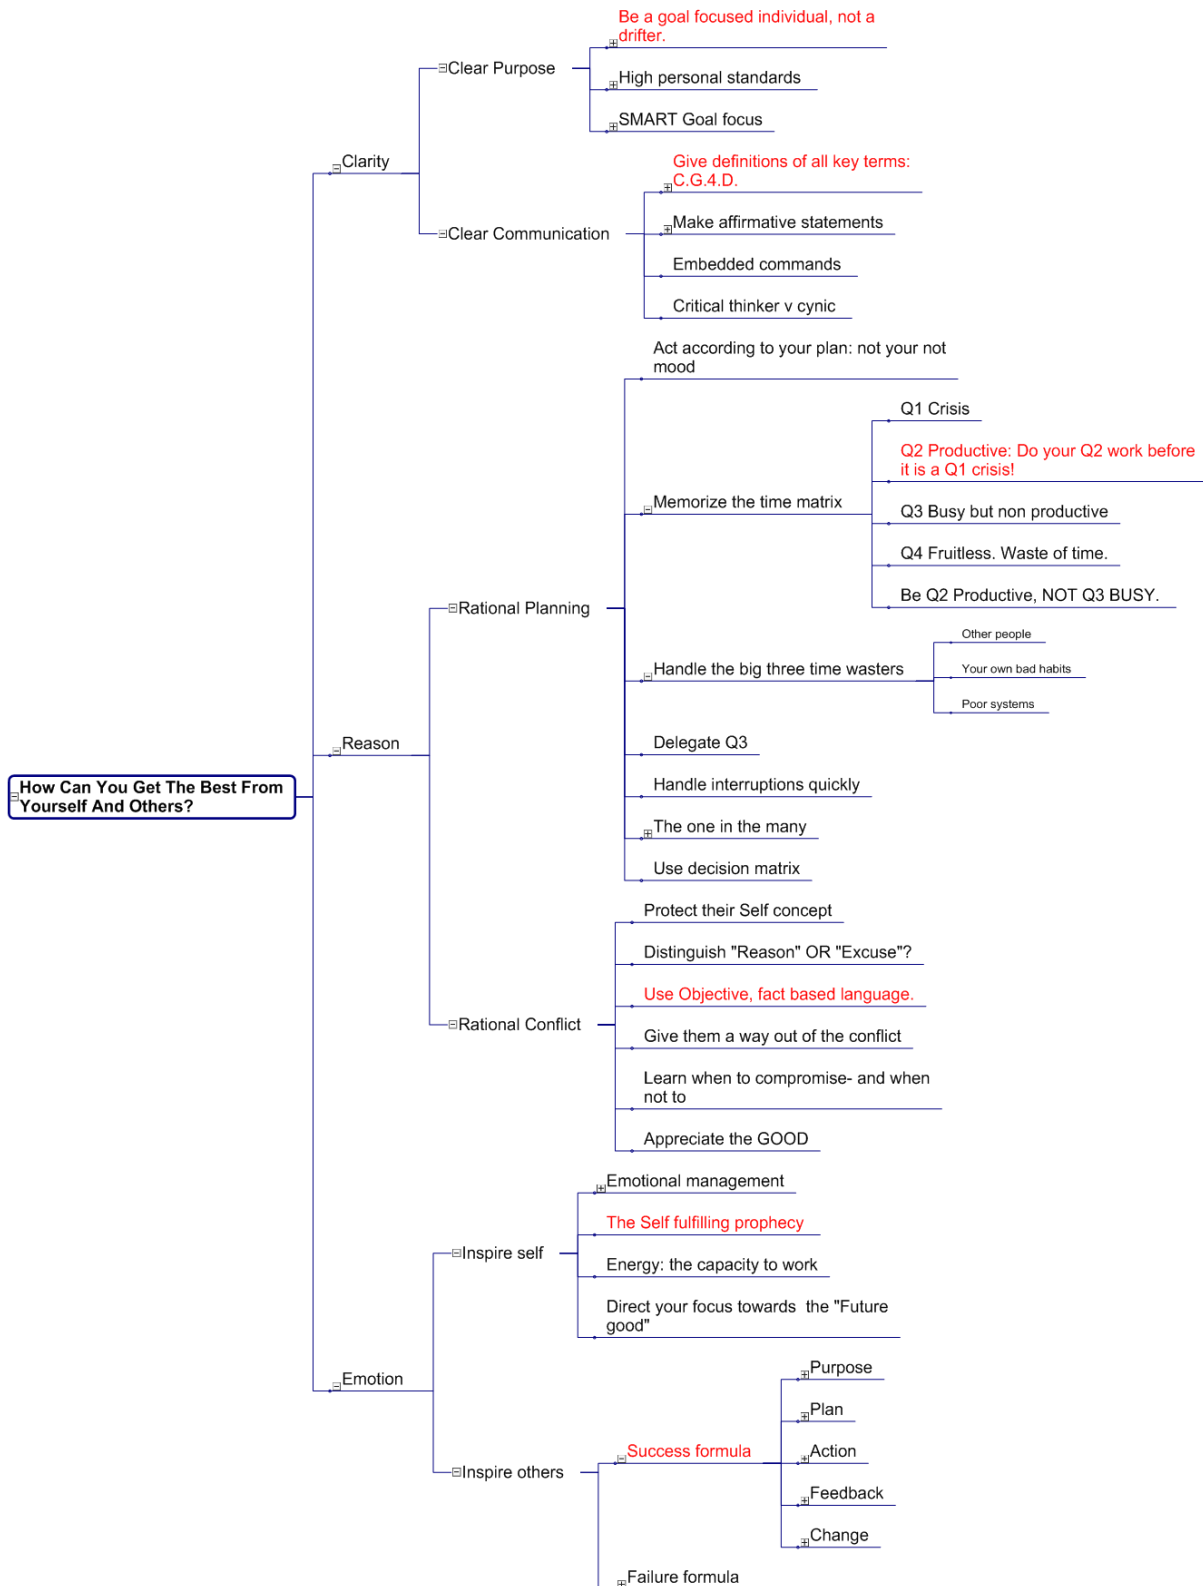 Be a goal focused individual, not a
drifter.
Clear Purpose
High personal standards
SMART Goal focus
Clarity
Give definitions of all key terms:
C.G.4.D.
Clear Communication
Make affirmative statements
Embedded commands
Critical thinker v cynic
Act according to your plan: not your not
mood
Q1 Crisis
Q2 Productive: Do your Q2 work before
it is a Q1 crisis!
Memorize the time matrix
Q3 Busy but non productive
Q4 Fruitless. Waste of time.
Be Q2 Productive, NOT Q3 BUSY.
Rational Planning
Other people
Handle the big three time wasters
Your own bad habits
Poor systems
Reason
Delegate Q3
Handle interruptions quickly
The one in the many
Use decision matrix
How Can You Get The Best From
Yourself And Others?
Protect their Self concept
Distinguish "Reason" OR "Excuse"?
Use Objective, fact based language.
Rational Conflict
Give them a way out of the conflict
Learn when to compromise- and when
not to
Appreciate the GOOD
Emotional management
The Self fulfilling prophecy
Inspire self
Energy: the capacity to work
Direct your focus towards  the "Future
good"
Emotion
Purpose
Plan
Success formula
Action
Inspire others
Feedback
Change
Failure formula